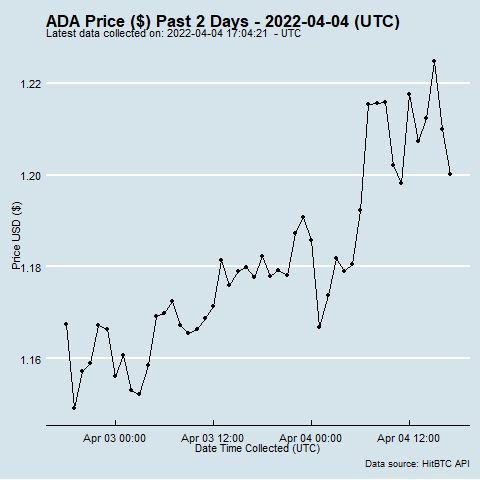 ADA Price ($) Past 2 Days - 2022-04-04 (UTC)
Latest data collected on: 2022-04-04 17:04:21  - UTC
1.22
1.20
1.18
1.16
Price USD ($)
Apr 03 00:00 Apr 03 12:00 Apr 04 00:00 Apr 04 12:00
Date Time Collected (UTC)
Data source: HitBTC API